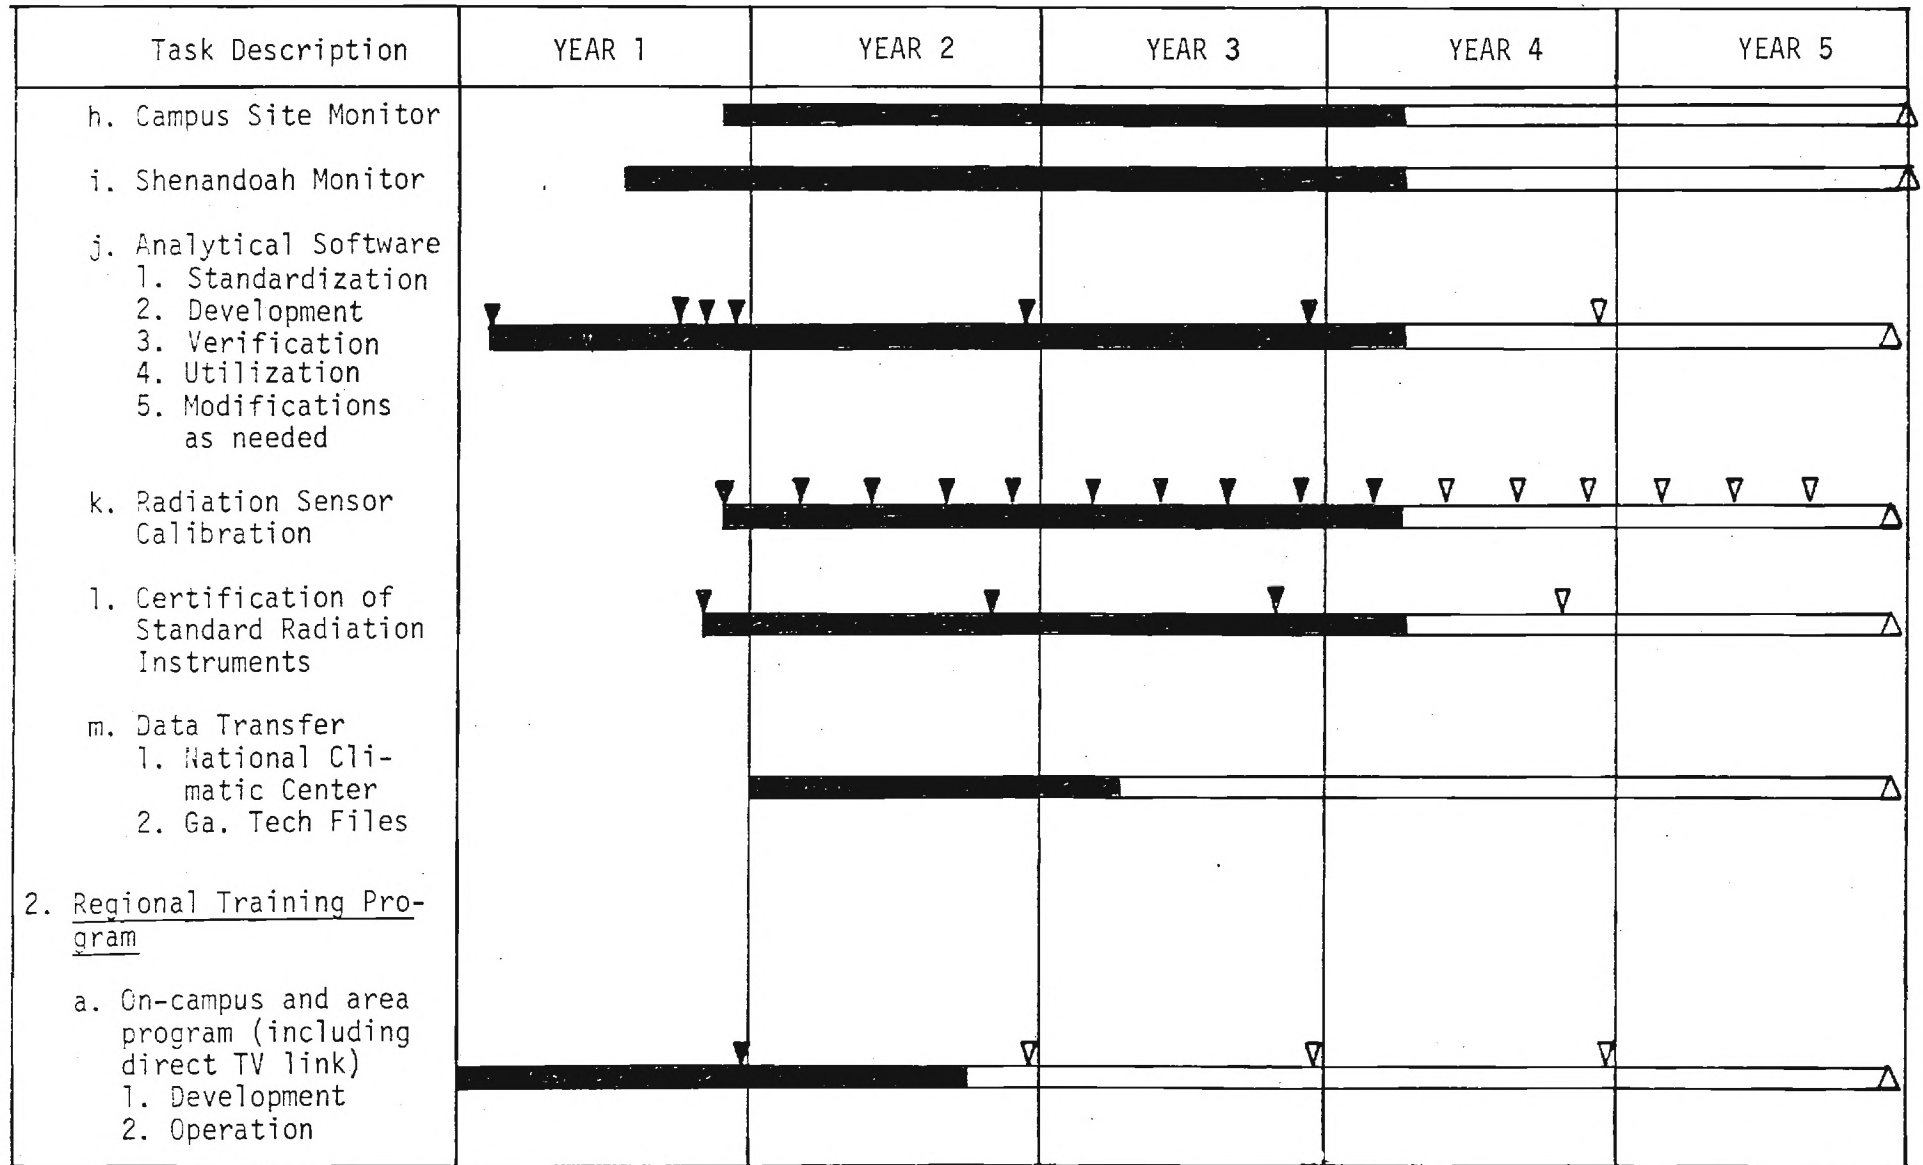 Task Description YEAR 1 YEAR 2 YEAR 3 YEAR 4 YEAR 5
h. Campus Site Monitor
i. Shenandoah Monitor
j. Analytical Software
1. Standardization
2. Development
3. Verification
4. Utilization
5. Modifications
as needed
k. Radiation Sensor
Calibration
l. Certification of
Standard Radiation
Instruments
m. Data Transfer
1. National Cli-
matic Center
2. Ga. Tech Files
2. Regional Training Pro-
gram
a. On-campus and area
program (including
direct TV link)
1. Development
2. Operation